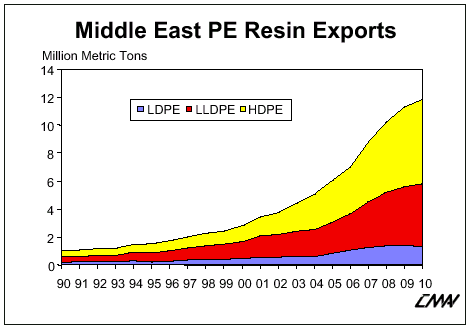 Middle East PE Resin Exports
Million Metric Tons
14
12
10
8
6
4
2
0
LDPE LLDPE HDPE
90 91 92 93 94 95 96 97 98 99 00 01 02 03 04 05 06 07 08 09 10
CMAI